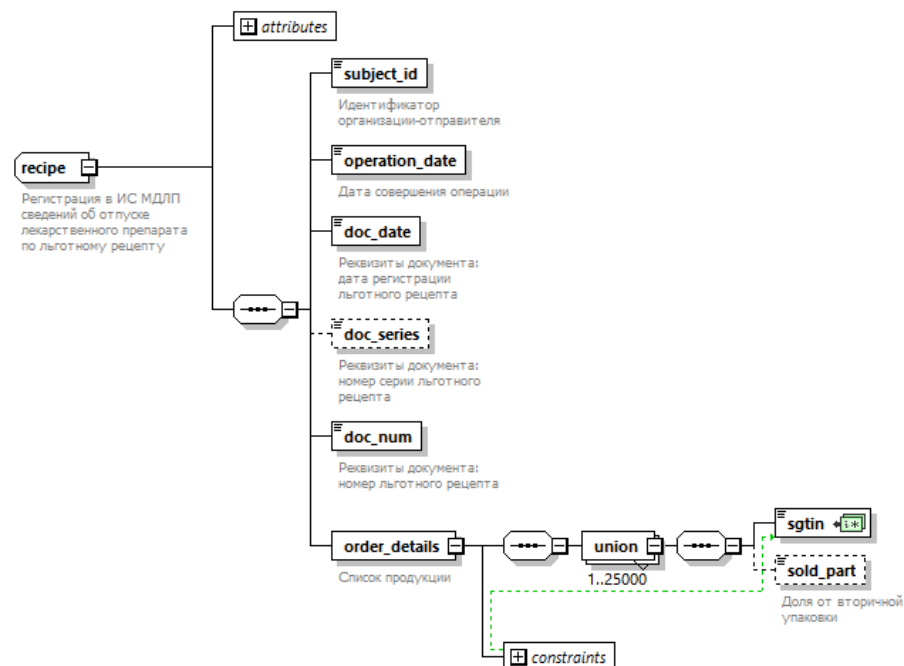 attributes
subject_id
Идентификатор
организации-отправителя
recipe
Регистрация в ИС МДЛП
сведений об отпуске
лекарственного препарата
по льготному рецепту
operation_date
Дата совершения операции
doc_date
Реквизиты документа:
дата регистрации
льготного рецепта
doc_series
Реквизиты документа:
номер серии льготного
рецепта
doc_num
Реквизиты документа:
номер льготного рецепта
order_details
Список продукции
union
1..25000
sgtin
i*
sold_part
Доля от вторичной
упаковки
constraints